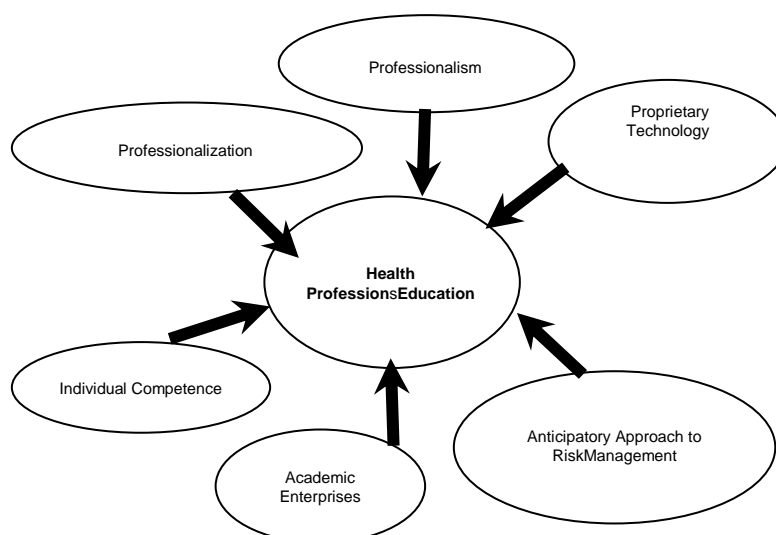 Professionalism
Proprietary
Technology
Professionalization
Health
ProfessionsEducation
Individual Competence
Anticipatory Approach to
RiskManagement
Academic
Enterprises